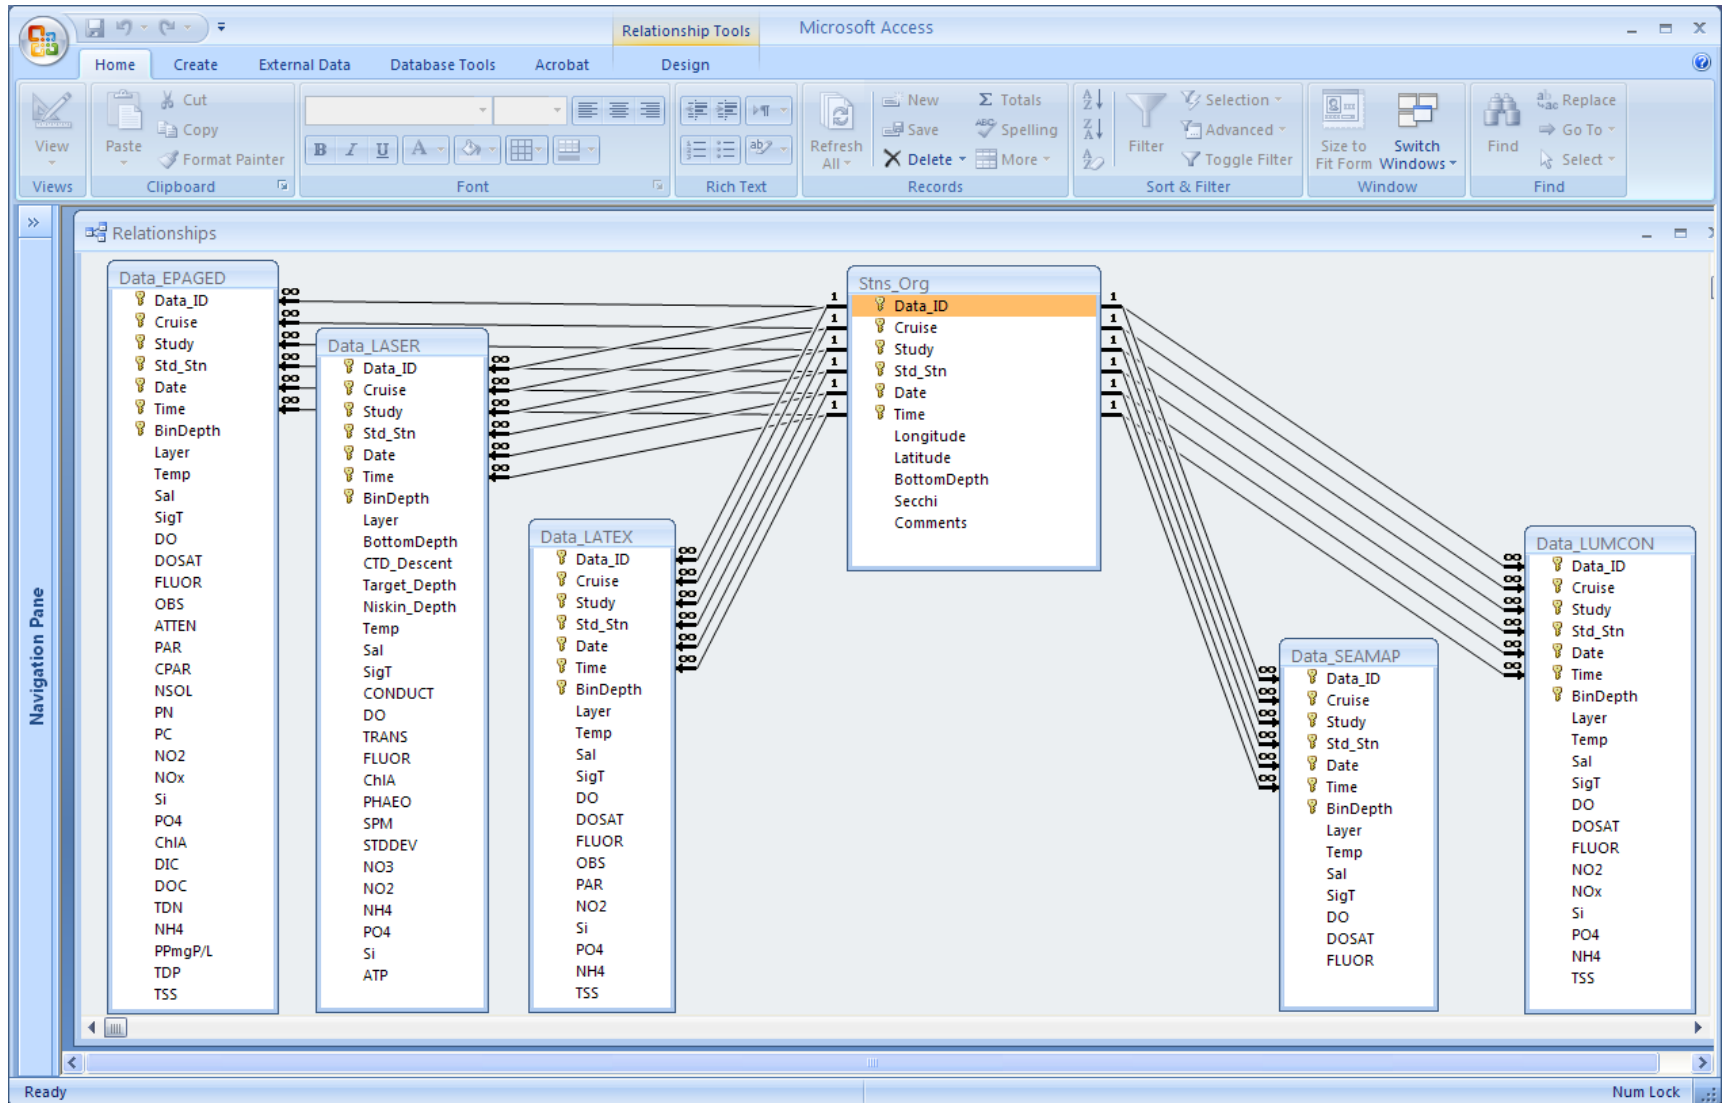 Relationship Tools
Microsoft Access
Home
Create
External Data
Database Tools
Acrobat
Design
View
Views
Paste
Cut
Copy
Format Painter
Clipboard
B I U A
Font
ab
Rich Text
Refresh
All
New
Save
Delete
Σ Totals
Spelling
More
Records
Filter
Selection
Advanced
Toggle Filter
Sort & Filter
Size to
Fit Form
Switch
Windows
Window
Find
Replace
Go To
Select
Find
»
Navigation Pane
Relationships
Data_EPAGED
Data_ID
Cruise
Study
Std_Stn
Date
Time
BinDepth
Layer
Temp
Sal
SigT
DO
DOSAT
FLUOR
OBS
ATTEN
PAR
CPAR
NSOL
PN
PC
NO2
NOx
Si
PO4
ChlA
DIC
DOC
TDN
NH4
PPmgP/L
TDP
TSS
Data_LASER
Data_ID
Cruise
Study
Std_Stn
Date
Time
BinDepth
Layer
BottomDepth
CTD_Descent
Target_Depth
Niskin_Depth
Temp
Sal
SigT
CONDUCT
DO
TRANS
FLUOR
ChlA
PHAEO
SPM
STDDEV
NO3
NO2
NH4
PO4
Si
ATP
Data_LATEX
Data_ID
Cruise
Study
Std_Stn
Date
Time
BinDepth
Layer
Temp
Sal
SigT
DO
DOSAT
FLUOR
OBS
PAR
NO2
Si
PO4
NH4
TSS
Stns_Org
Data_ID
Cruise
Study
Std_Stn
Date
Time
Longitude
Latitude
BottomDepth
Secchi
Comments
Data_SEAMAP
Data_ID
Cruise
Study
Std_Stn
Date
Time
BinDepth
Layer
Temp
Sal
SigT
DO
DOSAT
FLUOR
Data_LUMCON
Data_ID
Cruise
Study
Std_Stn
Date
Time
BinDepth
Layer
Temp
Sal
SigT
DO
DOSAT
FLUOR
NO2
NOx
Si
PO4
NH4
TSS
Ready
Num Lock